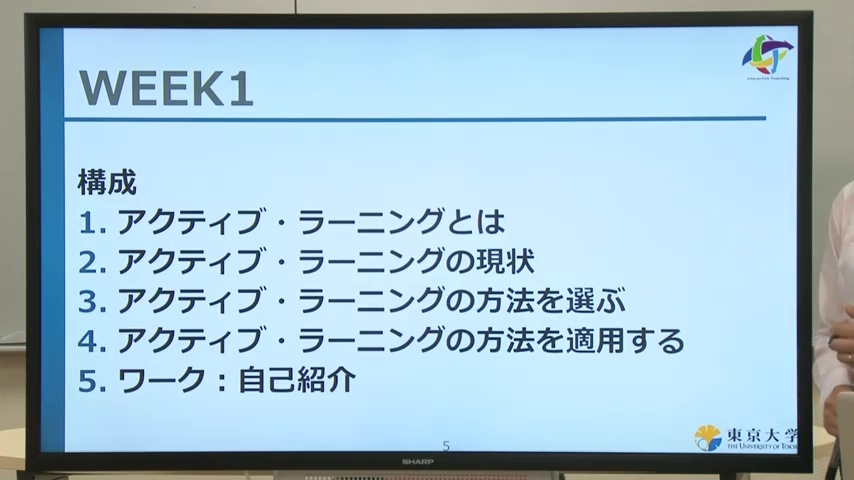 WEEK1
Interactive Teaching
構成
1. アクティブ・ラーニングとは
2. アクティブ・ラーニングの現状
3. アクティブ・ラーニングの方法を選ぶ
4. アクティブ・ラーニングの方法を適用する
5. ワーク：自己紹介
5
東京大学
THE UNIVERSITY OF TOKYO
SHARP